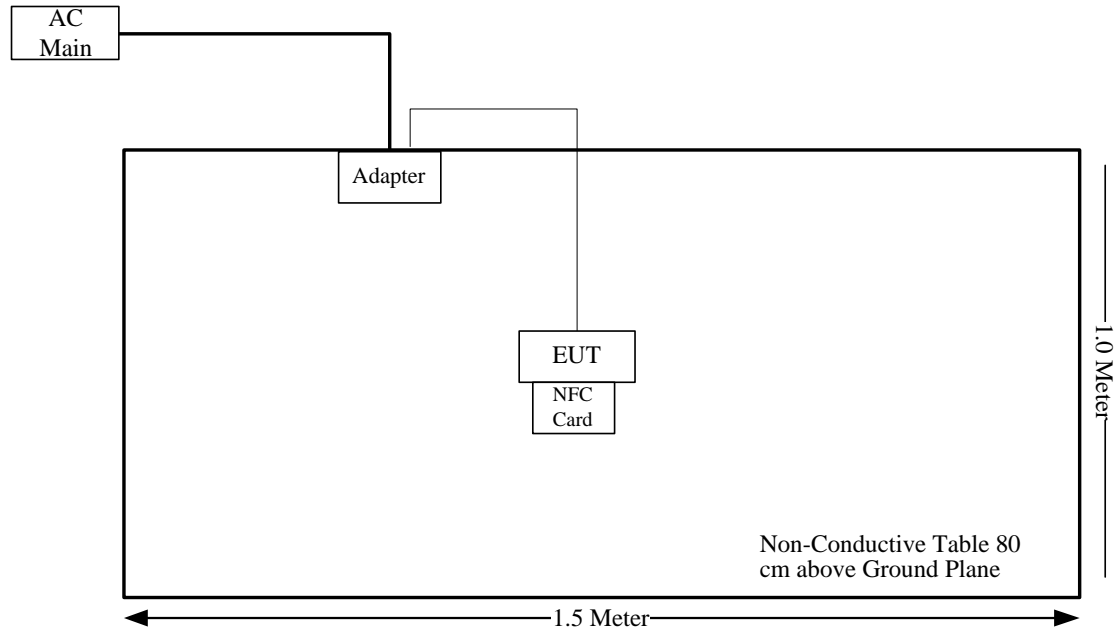 AC
Main
Adapter
EUT
NFC
Card
1.0 Meter
Non-Conductive Table 80
cm above Ground Plane
1.5 Meter